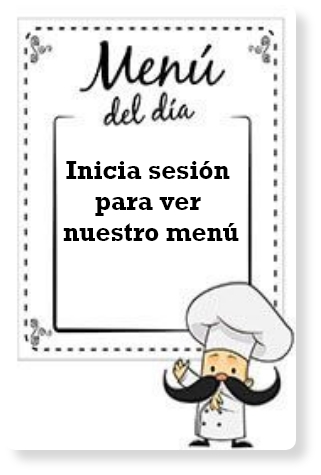 Menú
del día
Inicia sesión
para ver
nuestro menú